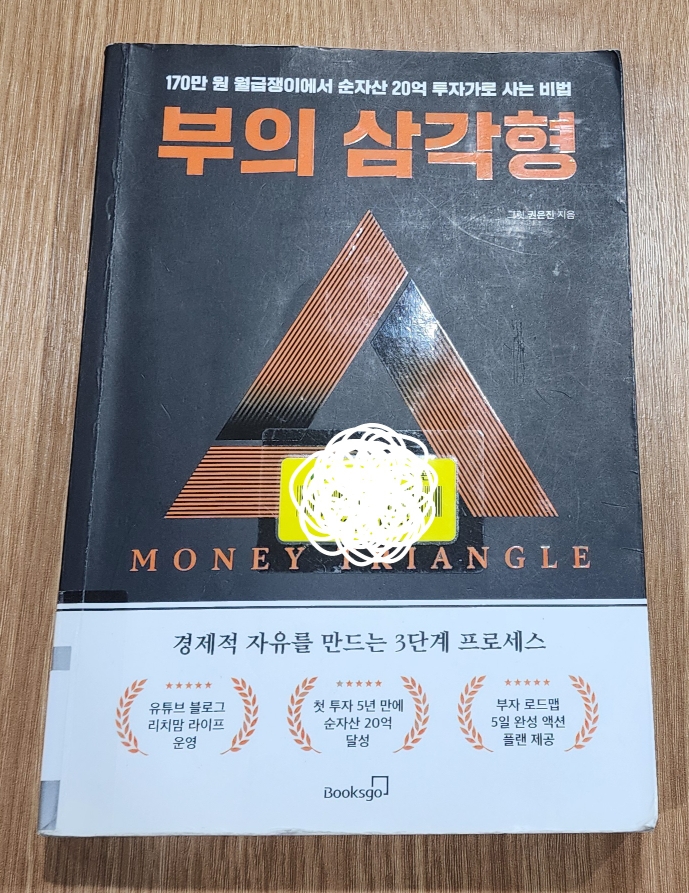 170만 원 월급쟁이에서 순자산 20억 투자가로 사는 비법
부의 삼각형
권은진 지음
MONEY TRIANGLE
경제적 자유를 만드는 3단계 프로세스
유튜브 블로그
리치맘 라이프
운영
첫 투자 5년 만에
순자산 20억
달성
부자 로드맵
5일 완성 액션
플랜 제공
Booksgo